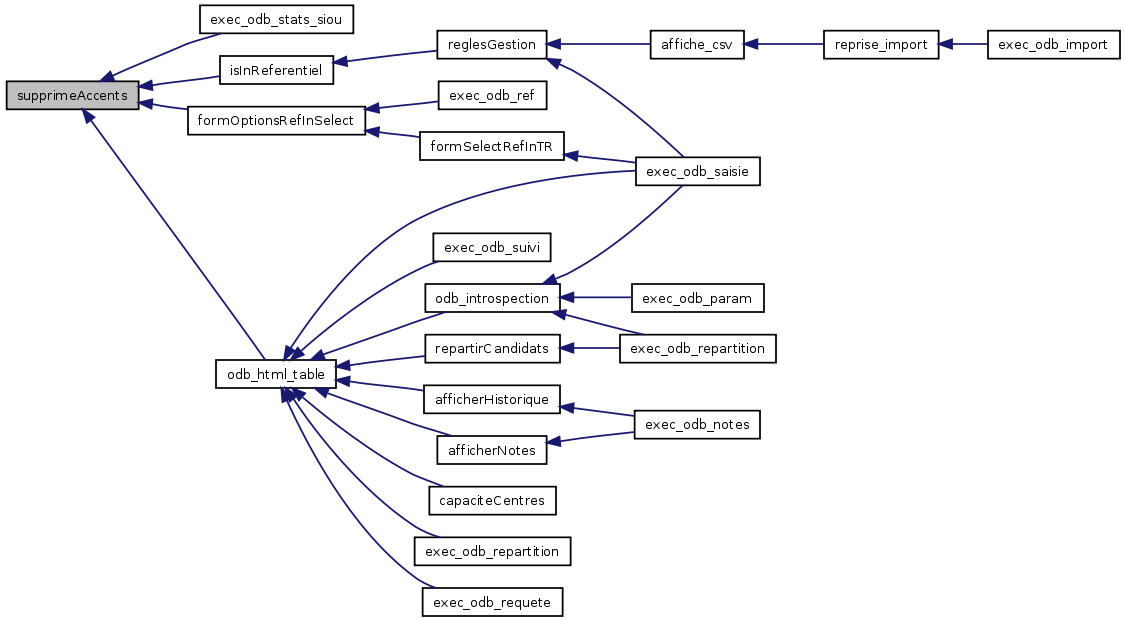 exec_odb_stats_siou
reglesGestion
affiche_csv
reprise_import
exec_odb_import
isInReferentiel
supprimeAccents
exec_odb_ref
formOptionsRefInSelect
formSelectRefInTR
exec_odb_saisie
exec_odb_suivi
odb_introspection
exec_odb_param
repartirCandidats
exec_odb_repartition
odb_html_table
afficherHistorique
exec_odb_notes
afficherNotes
capaciteCentres
exec_odb_repartition
exec_odb_requete